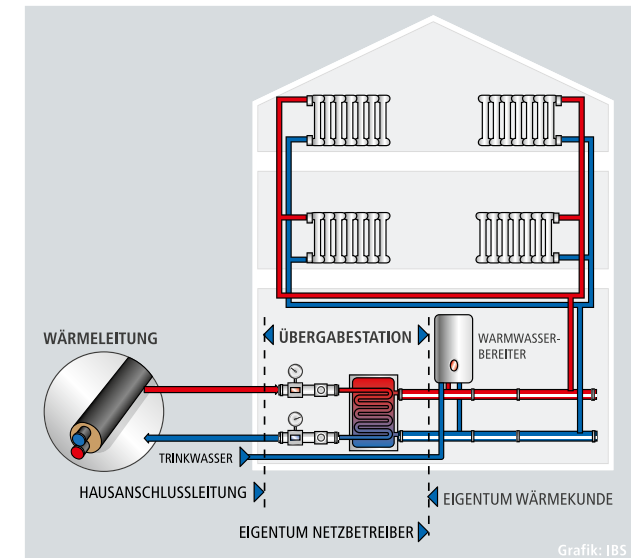 WÄRMELEITUNG
ÜBERGABESTATION
WARMWASSER-
BEREITER
TRINKWASSER
HAUSANSCHLUSSLEITUNG
EIGENTUM WÄRMEKUNDE
EIGENTUM NETZBETREIBER
Grafik: IBS